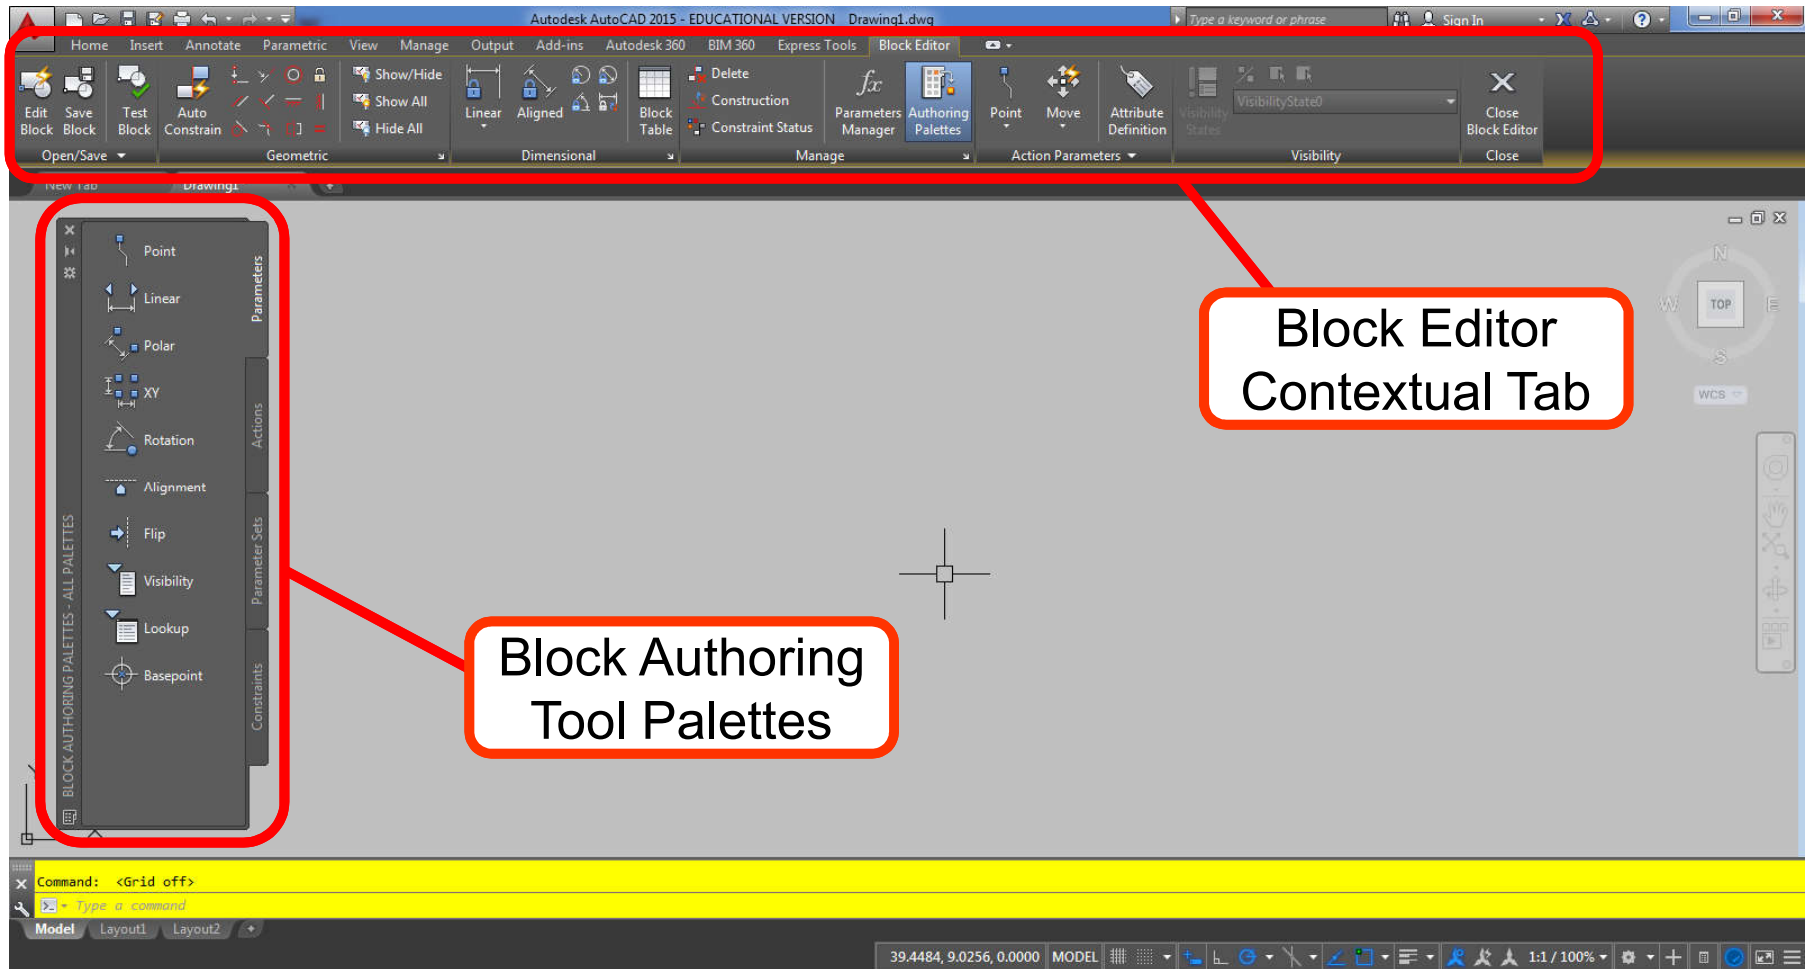 Autodesk AutoCAD 2015 - EDUCATIONAL VERSION Drawing1.dwg
Type a keyword or phrase
Sign In
Home Insert Annotate Parametric View Manage Output Add-ins Autodesk 360 BIM 360 Express Tools Block Editor
Edit Block
Save Block
Test Block
Auto Constrain
Show/Hide
Show All
Hide All
Linear
Aligned
Block Table
Delete
Construction
Constraint Status
fx
Parameters Manager
Authoring Palettes
Point
Move
Attribute Definition
Visibility States
VisibilityState0
Close Block Editor
Open/Save
Geometric
Dimensional
Manage
Action Parameters
Visibility
Close
New Tab
Drawing1
Point
Linear
Polar
XY
Rotation
Alignment
Flip
Visibility
Lookup
Basepoint
Parameters
Actions
Parameter Sets
Constraints
BLOCK AUTHORING PALETTES - ALL PALETTES
Block Editor
Contextual Tab
Block Authoring
Tool Palettes
N
W
TOP
E
S
WCS
Y
Command: <Grid off>
Type a command
Model Layout1 Layout2
39.4484, 9.0256, 0.0000 MODEL
1:1 / 100%